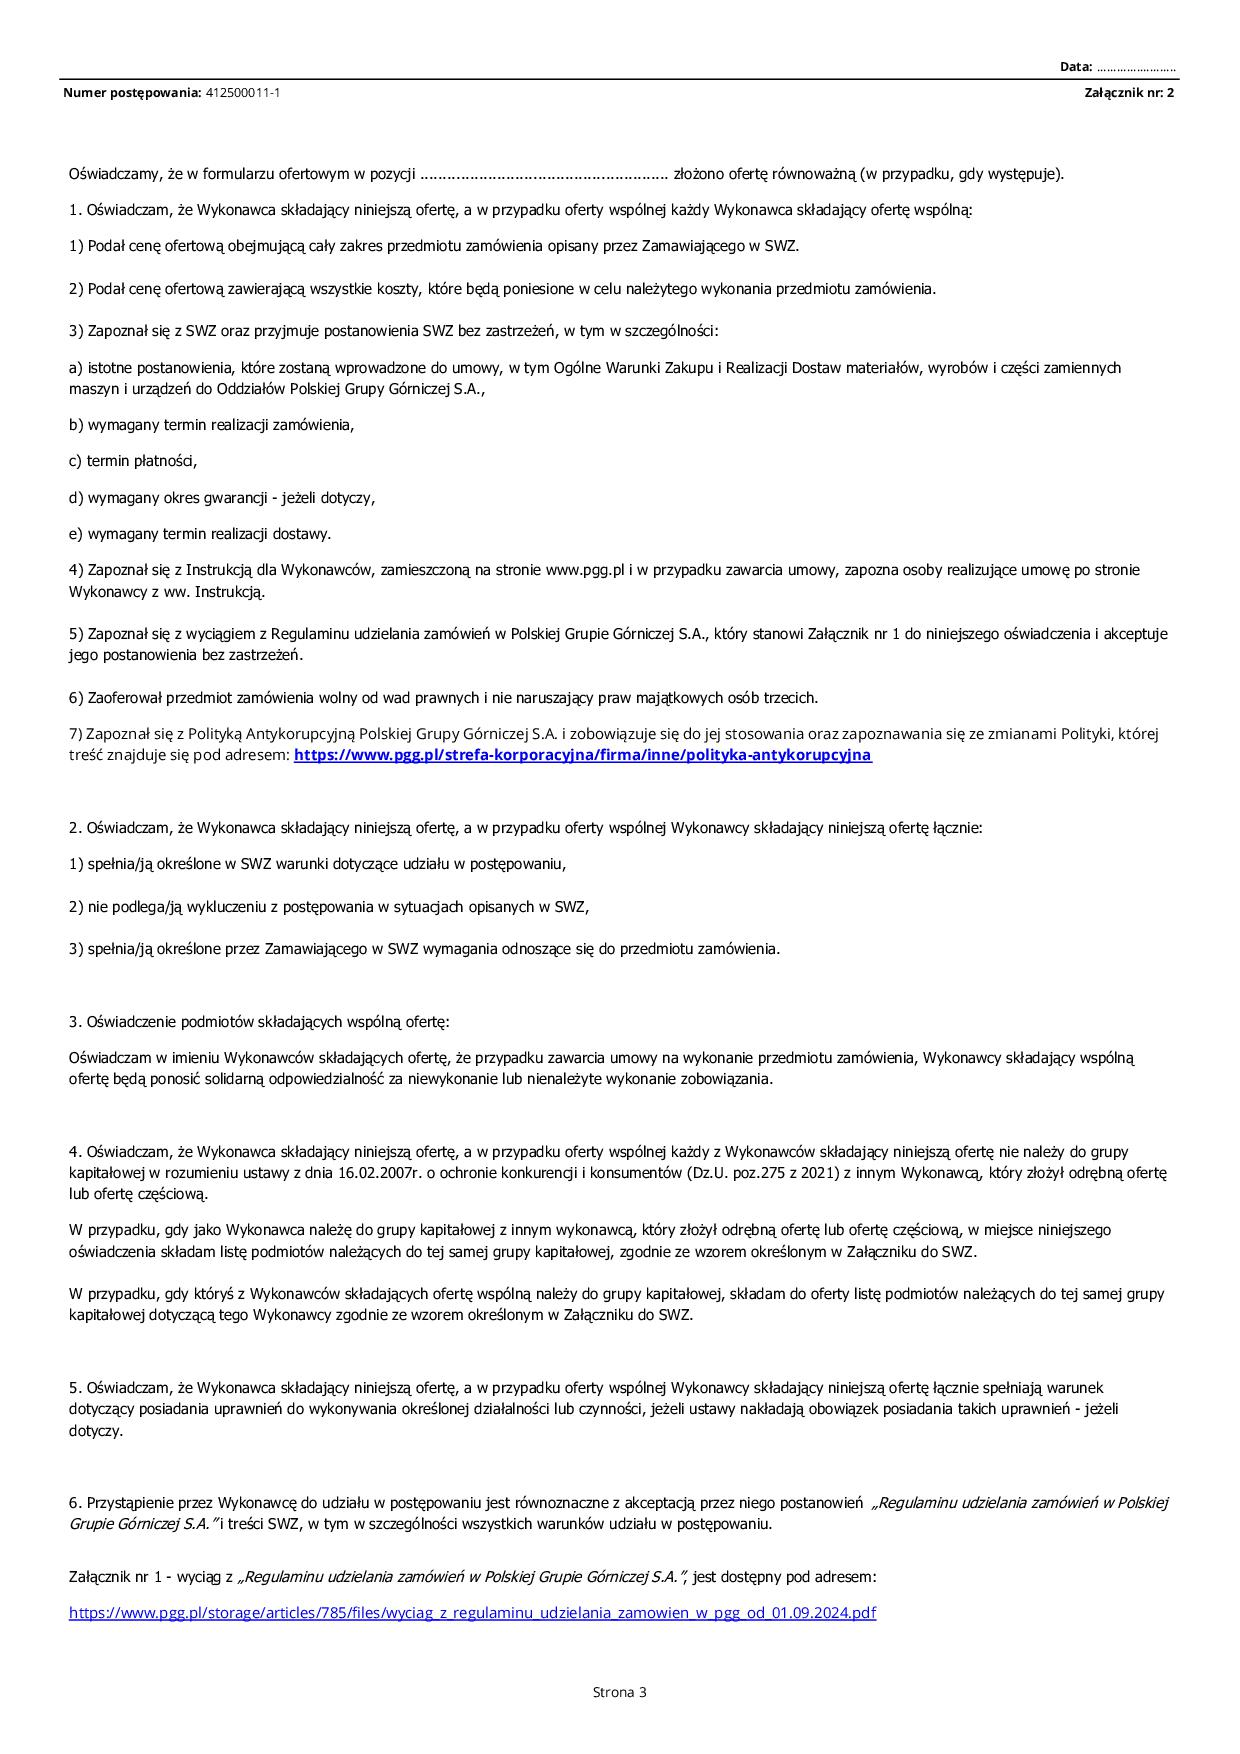 Data: ........................
Numer postępowania: 412500011-1 Załącznik nr: 2
Oświadczamy, że w formularzu ofertowym w pozycji ....................................................... złożono ofertę równoważną (w przypadku, gdy występuje).
1. Oświadczam, że Wykonawca składający niniejszą ofertę, a w przypadku oferty wspólnej każdy Wykonawca składający ofertę wspólną:
1) Podał cenę ofertową obejmującą cały zakres przedmiotu zamówienia opisany przez Zamawiającego w SWZ.
2) Podał cenę ofertową zawierającą wszystkie koszty, które będą poniesione w celu należytego wykonania przedmiotu zamówienia.
3) Zapoznał się z SWZ oraz przyjmuje postanowienia SWZ bez zastrzeżeń, w tym w szczególności:
a) istotne postanowienia, które zostaną wprowadzone do umowy, w tym Ogólne Warunki Zakupu i Realizacji Dostaw materiałów, wyrobów i części zamiennych
maszyn i urządzeń do Oddziałów Polskiej Grupy Górniczej S.A.,
b) wymagany termin realizacji zamówienia,
c) termin płatności,
d) wymagany okres gwarancji - jeżeli dotyczy,
e) wymagany termin realizacji dostawy.
4) Zapoznał się z Instrukcją dla Wykonawców, zamieszczoną na stronie www.pgg.pl i w przypadku zawarcia umowy, zapozna osoby realizujące umowę po stronie
Wykonawcy z ww. Instrukcją.
5) Zapoznał się z wyciągiem z Regulaminu udzielania zamówień w Polskiej Grupie Górniczej S.A., który stanowi Załącznik nr 1 do niniejszego oświadczenia i akceptuje
jego postanowienia bez zastrzeżeń.
6) Zaoferował przedmiot zamówienia wolny od wad prawnych i nie naruszający praw majątkowych osób trzecich.
7) Zapoznał się z Polityką Antykorupcyjną Polskiej Grupy Górniczej S.A. i zobowiązuje się do jej stosowania oraz zapoznawania się ze zmianami Polityki, której
treść znajduje się pod adresem: https://www.pgg.pl/strefa-korporacyjna/firma/inne/polityka-antykorupcyjna
2. Oświadczam, że Wykonawca składający niniejszą ofertę, a w przypadku oferty wspólnej Wykonawcy składający niniejszą ofertę łącznie:
1) spełnia/ją określone w SWZ warunki dotyczące udziału w postępowaniu,
2) nie podlega/ją wykluczeniu z postępowania w sytuacjach opisanych w SWZ,
3) spełnia/ją określone przez Zamawiającego w SWZ wymagania odnoszące się do przedmiotu zamówienia.
3. Oświadczenie podmiotów składających wspólną ofertę:
Oświadczam w imieniu Wykonawców składających ofertę, że przypadku zawarcia umowy na wykonanie przedmiotu zamówienia, Wykonawcy składający wspólną
ofertę będą ponosić solidarną odpowiedzialność za niewykonanie lub nienależyte wykonanie zobowiązania.
4. Oświadczam, że Wykonawca składający niniejszą ofertę, a w przypadku oferty wspólnej każdy z Wykonawców składający niniejszą ofertę nie należy do grupy
kapitałowej w rozumieniu ustawy z dnia 16.02.2007r. o ochronie konkurencji i konsumentów (Dz.U. poz.275 z 2021) z innym Wykonawcą, który złożył odrębną ofertę
lub ofertę częściową.
W przypadku, gdy jako Wykonawca należę do grupy kapitałowej z innym wykonawcą, który złożył odrębną ofertę lub ofertę częściową, w miejsce niniejszego
oświadczenia składam listę podmiotów należących do tej samej grupy kapitałowej, zgodnie ze wzorem określonym w Załączniku do SWZ.
W przypadku, gdy któryś z Wykonawców składających ofertę wspólną należy do grupy kapitałowej, składam do oferty listę podmiotów należących do tej samej grupy
kapitałowej dotyczącą tego Wykonawcy zgodnie ze wzorem określonym w Załączniku do SWZ.
5. Oświadczam, że Wykonawca składający niniejszą ofertę, a w przypadku oferty wspólnej Wykonawcy składający niniejszą ofertę łącznie spełniają warunek
dotyczący posiadania uprawnień do wykonywania określonej działalności lub czynności, jeżeli ustawy nakładają obowiązek posiadania takich uprawnień - jeżeli
dotyczy.
6. Przystąpienie przez Wykonawcę do udziału w postępowaniu jest równoznaczne z akceptacją przez niego postanowień „Regulaminu udzielania zamówień w Polskiej
Grupie Górniczej S.A." i treści SWZ, w tym w szczególności wszystkich warunków udziału w postępowaniu.
Załącznik nr 1 - wyciąg z „Regulaminu udzielania zamówień w Polskiej Grupie Górniczej S.A.", jest dostępny pod adresem:
https://www.pgg.pl/storage/articles/785/files/wyciag_z_regulaminu_udzielania_zamowien_w_pgg_od_01.09.2024.pdf
Strona 3